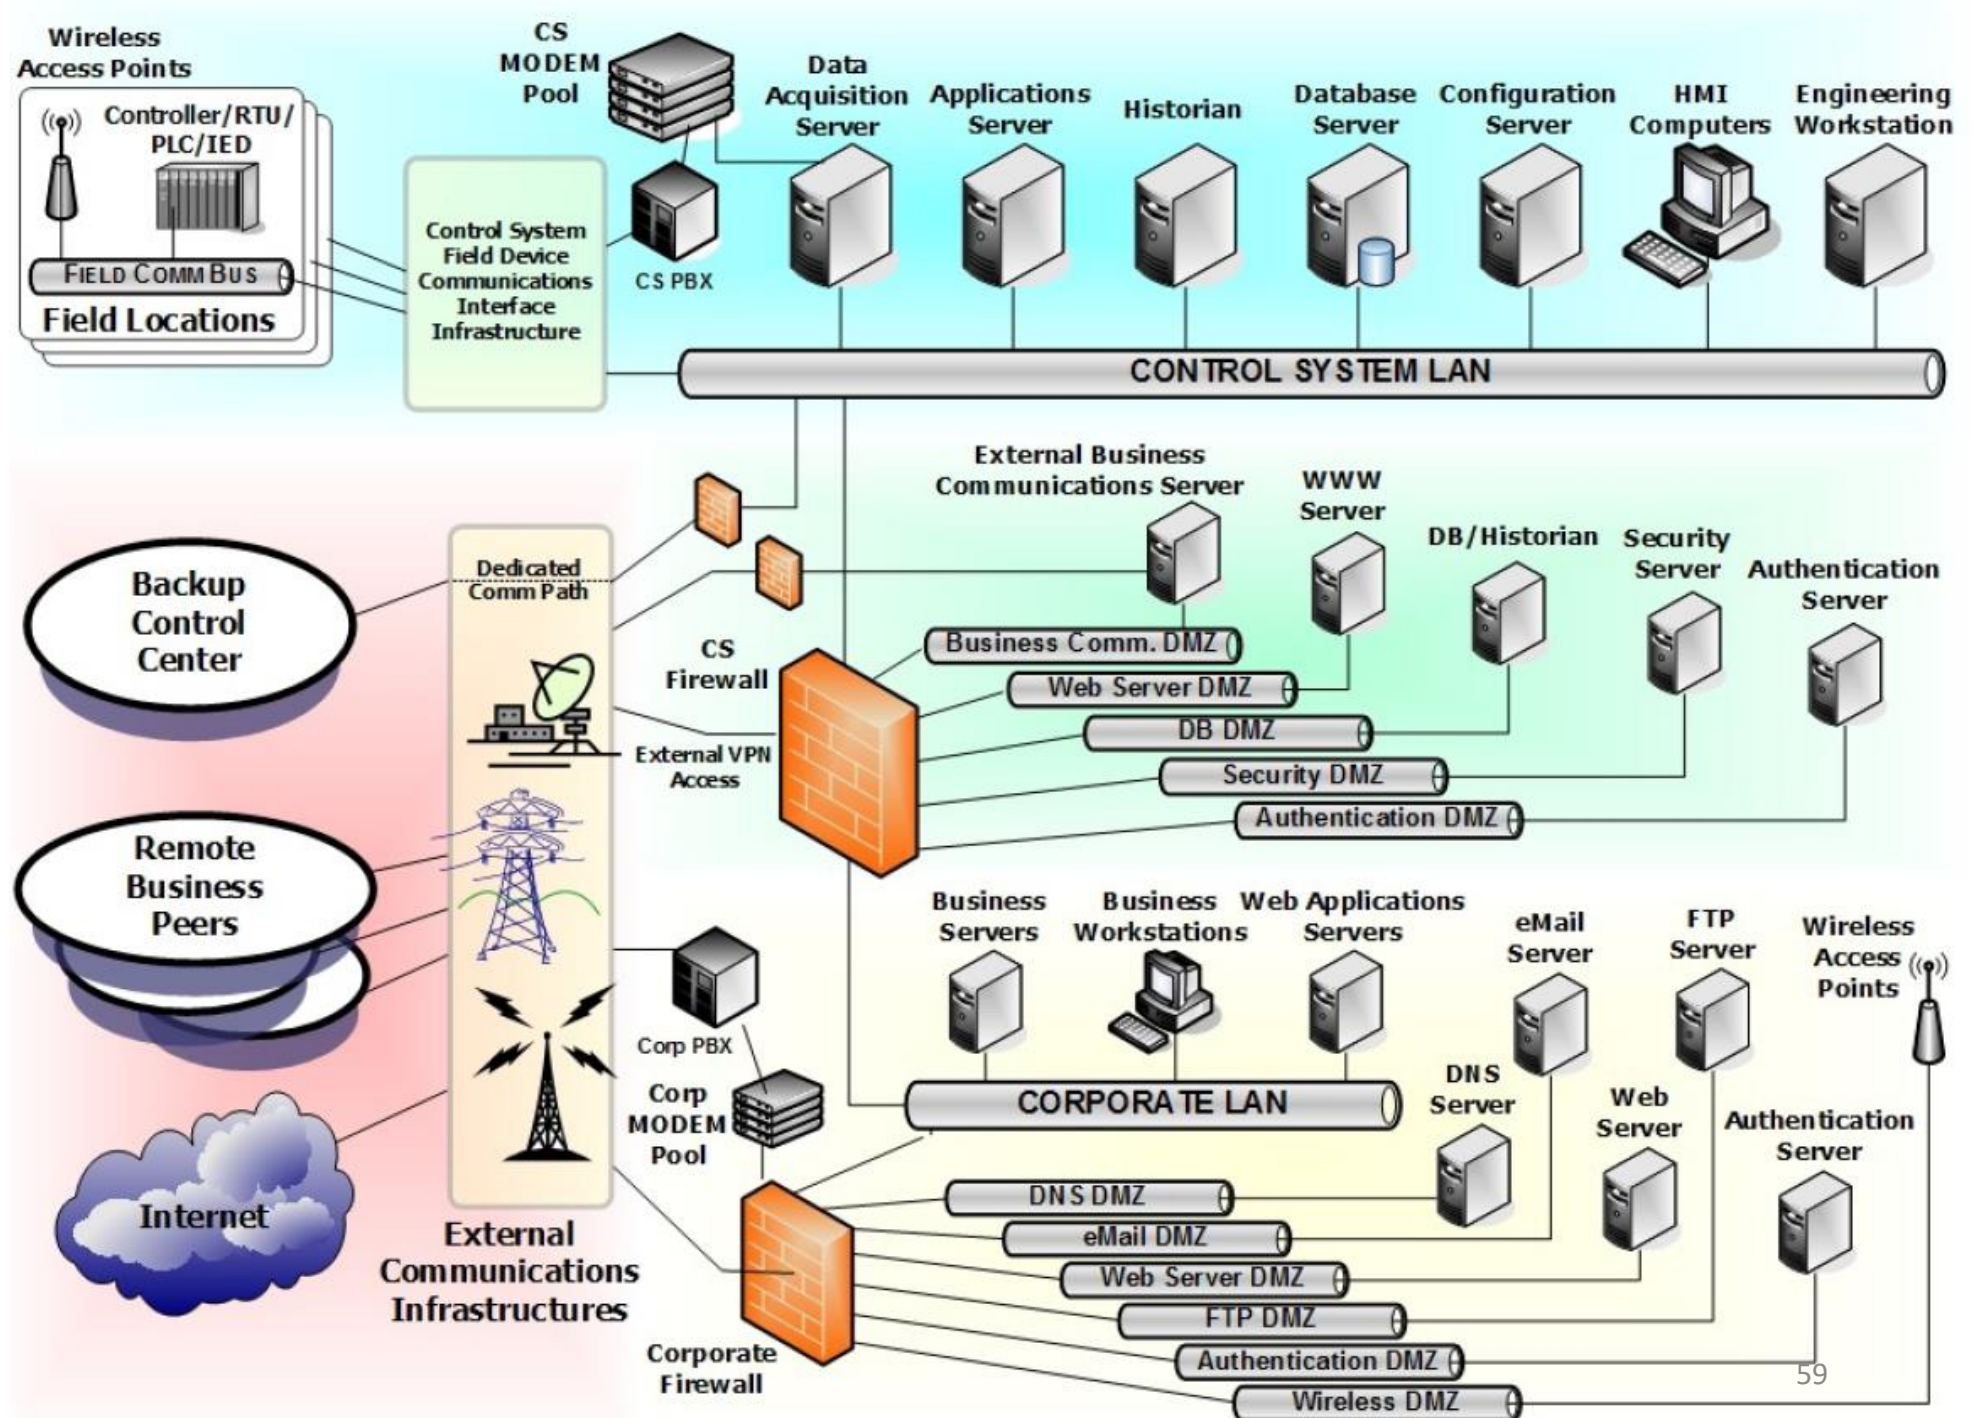 Wireless
Access Points
Controller/RTU/
PLC/IED
FIELD COMM BUS
Field Locations
Control System
Field Device
Communications
Interface
Infrastructure
CS
MODEM
Pool
CS PBX
Data
Acquisition
Server
Applications
Server
Historian
Database
Server
Configuration
Server
HMI
Computers
Engineering
Workstation
CONTROL SYSTEM LAN
External Business
Communications Server
WWW
Server
DB/Historian
Security
Server
Authentication
Server
Backup
Control
Center
Dedicated
Comm Path
CS
Firewall
External VPN
Access
Business Comm. DMZ
Web Server DMZ
DB DMZ
Security DMZ
Authentication DMZ
Remote
Business
Peers
Internet
External
Communications
Infrastructures
Corp PBX
Corp
MODEM
Pool
Business
Servers
Business
Workstations
Web Applications
Servers
eMail
Server
FTP
Server
Wireless
Access
Points
CORPORATE LAN
DNS
Server
Web
Server
Authentication
Server
Corporate
Firewall
DNS DMZ
eMail DMZ
Web Server DMZ
FTP DMZ
Authentication DMZ
Wireless DMZ
59